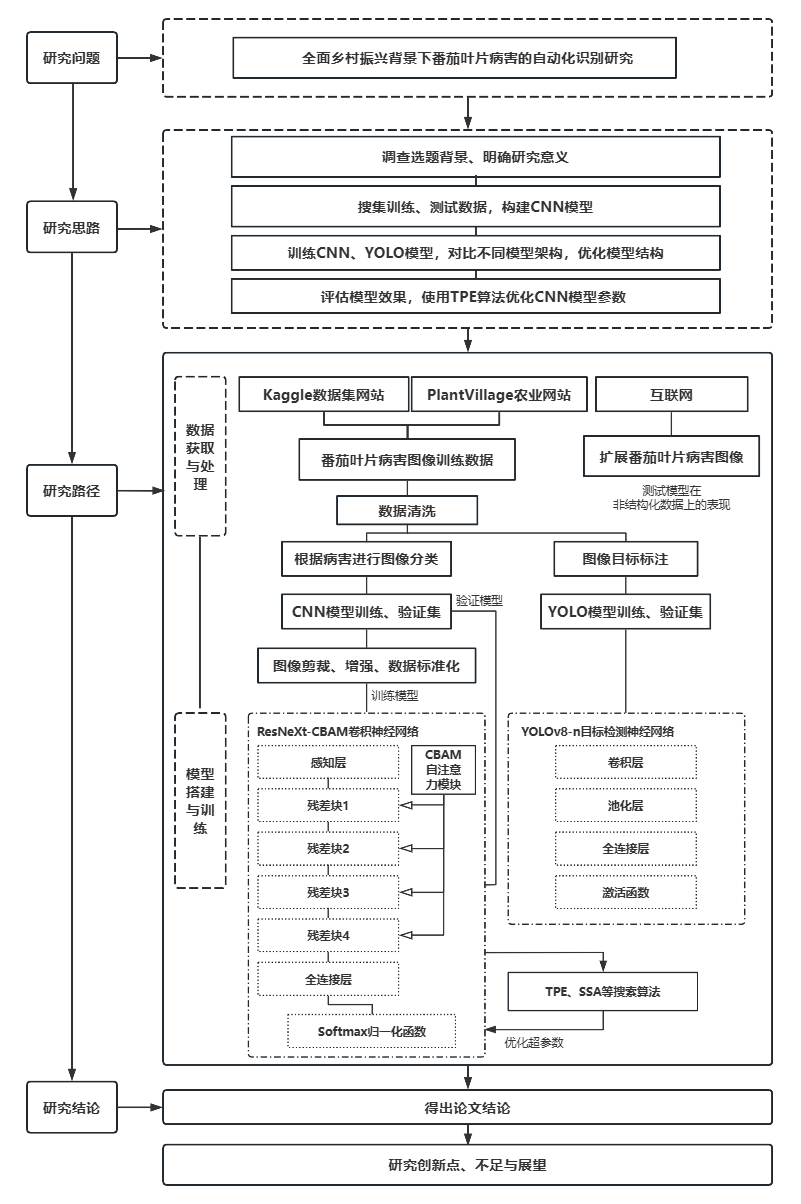 研究问题
全面乡村振兴背景下番茄叶片病害的自动化识别研究
研究思路
调查选题背景、明确研究意义
搜集训练、测试数据，构建CNN模型
训练CNN、YOLO模型，对比不同模型架构，优化模型结构
评估模型效果，使用TPE算法优化CNN模型参数
研究路径
数据
获取
与处
理
Kaggle数据集网站
PlantVillage农业网站
互联网
番茄叶片病害图像训练数据
扩展番茄叶片病害图像
测试模型在
非结构化数据上的表现
数据清洗
根据病害进行图像分类
图像目标标注
CNN模型训练、验证集
验证模型
YOLO模型训练、验证集
图像剪裁、增强、数据标准化
训练模型
模型
搭建
与训
练
ResNeXt-CBAM卷积神经网络
感知层
CBAM
自注意
力模块
残差块1
残差块2
残差块3
残差块4
全连接层
Softmax归一化函数
YOLOv8-n目标检测神经网络
卷积层
池化层
全连接层
激活函数
TPE、SSA等搜索算法
优化超参数
研究结论
得出论文结论
研究创新点、不足与展望